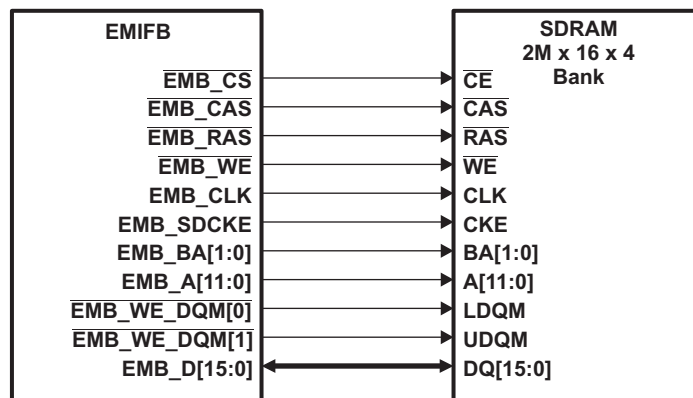 EMIFB
EMB_CS
EMB_CAS
EMB_RAS
EMB_WE
EMB_CLK
EMB_SDCKE
EMB_BA[1:0]
EMB_A[11:0]
EMB_WE_DQM[0]
EMB_WE_DQM[1]
EMB_D[15:0]
SDRAM
2M x 16 x 4
Bank
CE
CAS
RAS
WE
CLK
CKE
BA[1:0]
A[11:0]
LDQM
UDQM
DQ[15:0]